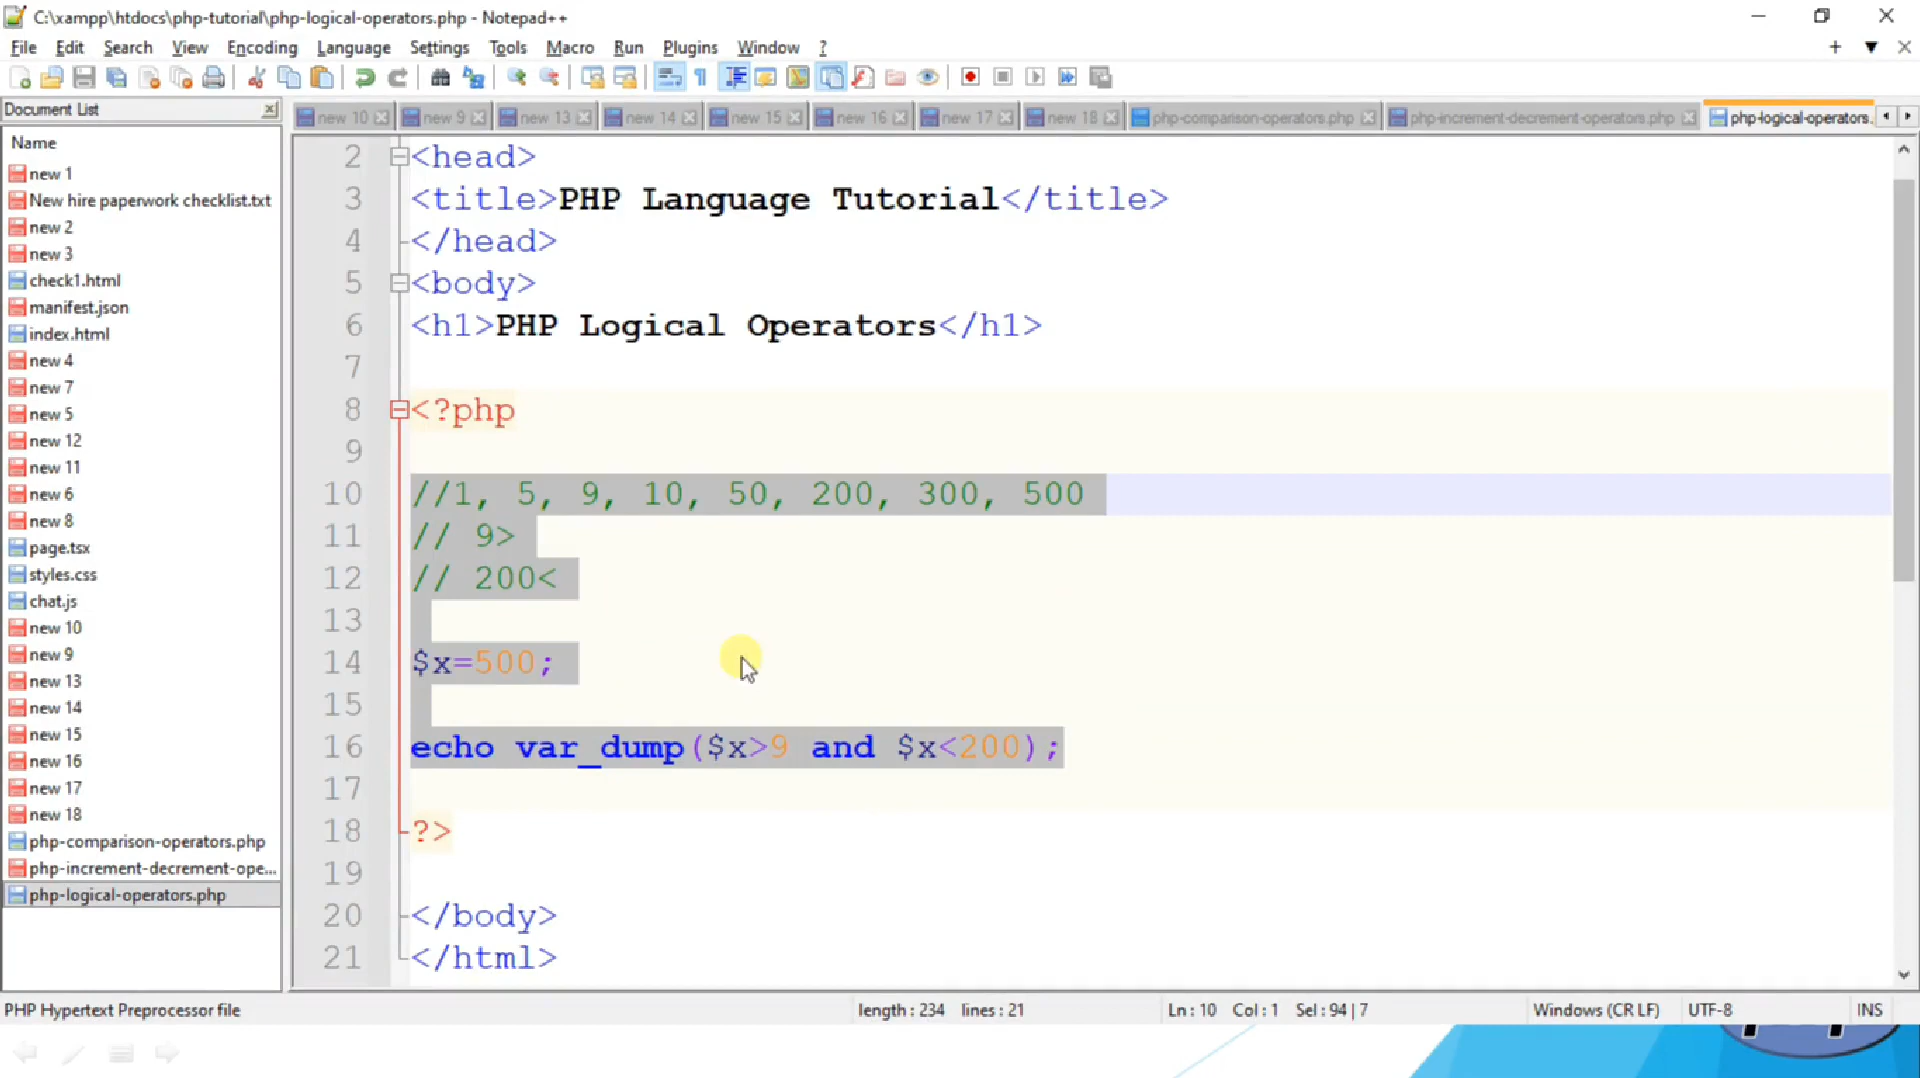 C:\xampp\htdocs\php-tutorial\php-logical-operators.php - Notepad++
File Edit Search View Encoding Language Settings Tools Macro Run Plugins Window ?
Document List
new 10 new 9 new 13 new 14 new 15 new 16 new 17 new 18 php-comparison-operators.php php-increment-decrement-operators.php php-logical-operators.
Name
new 1
New hire paperwork checklist.txt
new 2
new 3
check1.html
manifest.json
index.html
new 4
new 7
new 5
new 12
new 11
new 6
new 8
page.tsx
styles.css
chat.js
new 10
new 9
new 13
new 14
new 15
new 16
new 17
new 18
php-comparison-operators.php
php-increment-decrement-ope...
php-logical-operators.php
2 <head>
3 <title>PHP Language Tutorial</title>
4 </head>
5 <body>
6 <h1>PHP Logical Operators</h1>
7
8 <?php
9
10 //1, 5, 9, 10, 50, 200, 300, 500
11 // 9>
12 // 200<
13
14 $x=500;
15
16 echo var_dump($x>9 and $x<200);
17
18 ?>
19
20 </body>
21 </html>
PHP Hypertext Preprocessor file length : 234 lines : 21 Ln : 10 Col : 1 Sel : 94 | 7 Windows (CR LF) UTF-8 INS